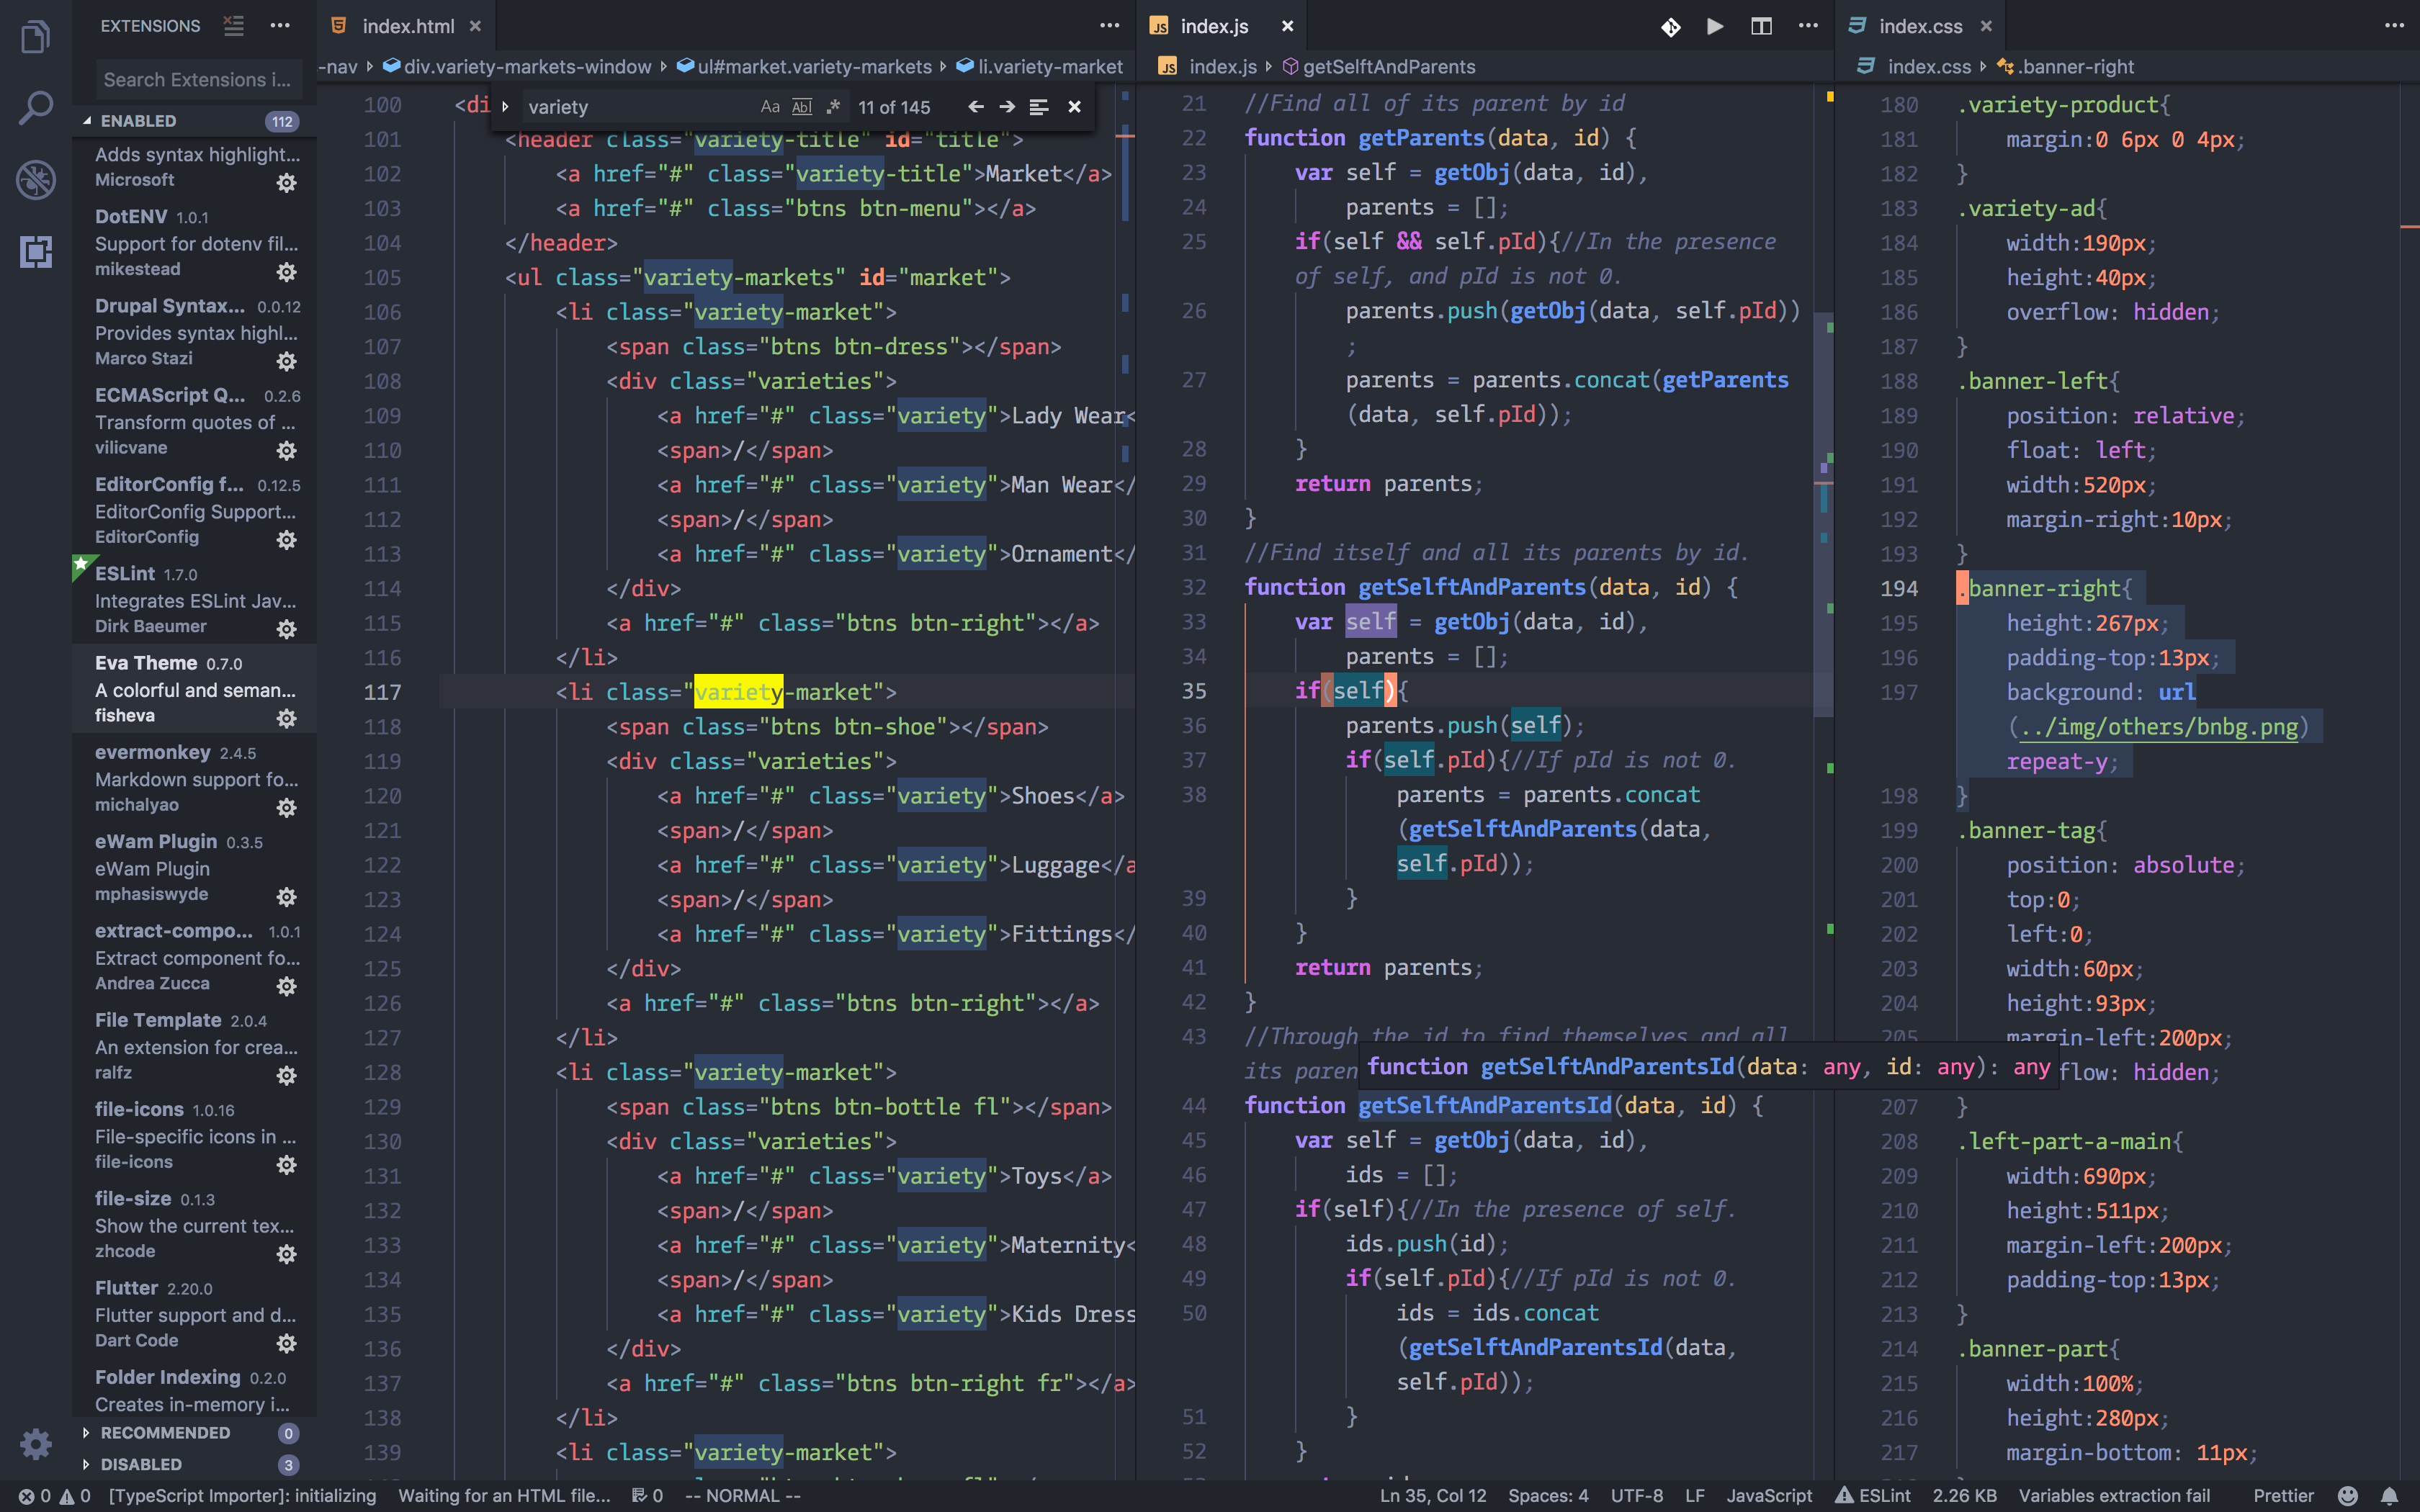 EXTENSIONS
Search Extensions i...
ENABLED 112
Adds syntax highlight...
Microsoft
DotENV 1.0.1
Support for dotenv fil...
mikestead
Drupal Syntax... 0.0.12
Provides syntax highl...
Marco Stazi
ECMAScript Q... 0.2.6
Transform quotes of ...
vilicvane
EditorConfig f... 0.12.5
EditorConfig Support...
EditorConfig
ESLint 1.7.0
Integrates ESLint Jav...
Dirk Baeumer
Eva Theme 0.7.0
A colorful and seman...
fisheva
evermonkey 2.4.5
Markdown support fo...
michalyao
eWam Plugin 0.3.5
eWam Plugin
mphasiswyde
extract-compo... 1.0.1
Extract component fo...
Andrea Zucca
File Template 2.0.4
An extension for crea...
ralfz
file-icons 1.0.16
File-specific icons in ...
file-icons
file-size 0.1.3
Show the current tex...
zhcode
Flutter 2.20.0
Flutter support and d...
Dart Code
Folder Indexing 0.2.0
Creates in-memory i...
RECOMMENDED 0
DISABLED 3
index.html
-nav div.variety-markets-window ul#market.variety-markets li.variety-market
variety Aa Abl .* 11 of 145
100 <di
101 <header class="variety-title" id="title">
102 <a href="#" class="variety-title">Market</a>
103 <a href="#" class="btns btn-menu"></a>
104 </header>
105 <ul class="variety-markets" id="market">
106 <li class="variety-market">
107 <span class="btns btn-dress"></span>
108 <div class="varieties">
109 <a href="#" class="variety">Lady Wear<
110 <span>/</span>
111 <a href="#" class="variety">Man Wear</
112 <span>/</span>
113 <a href="#" class="variety">Ornament</
114 </div>
115 <a href="#" class="btns btn-right"></a>
116 </li>
117 <li class="variety-market">
118 <span class="btns btn-shoe"></span>
119 <div class="varieties">
120 <a href="#" class="variety">Shoes</a>
121 <span>/</span>
122 <a href="#" class="variety">Luggage</a
123 <span>/</span>
124 <a href="#" class="variety">Fittings</
125 </div>
126 <a href="#" class="btns btn-right"></a>
127 </li>
128 <li class="variety-market">
129 <span class="btns btn-bottle fl"></span>
130 <div class="varieties">
131 <a href="#" class="variety">Toys</a>
132 <span>/</span>
133 <a href="#" class="variety">Maternity<
134 <span>/</span>
135 <a href="#" class="variety">Kids Dress
136 </div>
137 <a href="#" class="btns btn-right fr"></a>
138 </li>
139 <li class="variety-market">
JS index.js
JS index.js getSelftAndParents
21 //Find all of its parent by id
22 function getParents(data, id) {
23 var self = getObj(data, id),
24 parents = [];
25 if(self && self.pId){//In the presence
of self, and pId is not 0.
26 parents.push(getObj(data, self.pId))
;
27 parents = parents.concat(getParents
(data, self.pId));
28 }
29 return parents;
30 }
31 //Find itself and all its parents by id.
32 function getSelftAndParents(data, id) {
33 var self = getObj(data, id),
34 parents = [];
35 if(self){
36 parents.push(self);
37 if(self.pId){//If pId is not 0.
38 parents = parents.concat
(getSelftAndParents(data,
self.pId));
39 }
40 }
41 return parents;
42 }
43 //Through the id to find themselves and all
its paren
function getSelftAndParentsId(data: any, id: any): any
44 function getSelftAndParentsId(data, id) {
45 var self = getObj(data, id),
46 ids = [];
47 if(self){//In the presence of self.
48 ids.push(id);
49 if(self.pId){//If pId is not 0.
50 ids = ids.concat
(getSelftAndParentsId(data,
self.pId));
51 }
52 }
index.css
index.css .banner-right
180 .variety-product{
181 margin:0 6px 0 4px;
182 }
183 .variety-ad{
184 width:190px;
185 height:40px;
186 overflow: hidden;
187 }
188 .banner-left{
189 position: relative;
190 float: left;
191 width:520px;
192 margin-right:10px;
193 }
194 .banner-right{
195 height:267px;
196 padding-top:13px;
197 background: url
(../img/others/bnbg.png)
repeat-y;
198 }
199 .banner-tag{
200 position: absolute;
201 top:0;
202 left:0;
203 width:60px;
204 height:93px;
205 margin-left:200px;
flow: hidden;
207 }
208 .left-part-a-main{
209 width:690px;
210 height:511px;
211 margin-left:200px;
212 padding-top:13px;
213 }
214 .banner-part{
215 width:100%;
216 height:280px;
217 margin-bottom: 11px;
0 0 [TypeScript Importer]: initializing Waiting for an HTML file... 0 -- NORMAL -- Ln 35, Col 12 Spaces: 4 UTF-8 LF JavaScript ESLint 2.26 KB Variables extraction fail Prettier